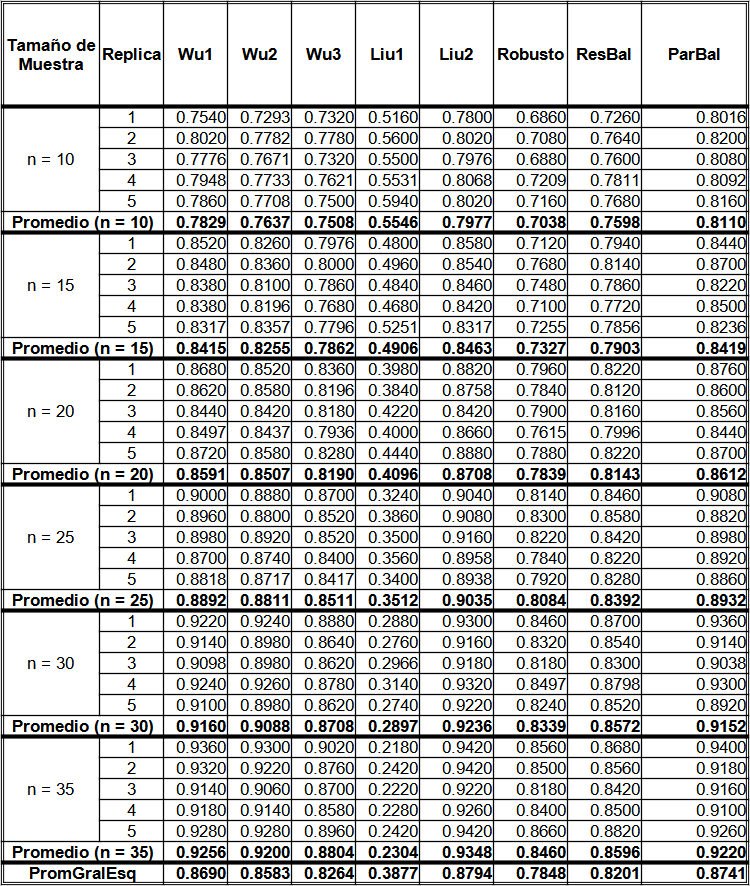 Tamaño de Muestra Replica Wu1 Wu2 Wu3 Liu1 Liu2 Robusto ResBal ParBal
n = 10
1 0.7540 0.7293 0.7320 0.5160 0.7800 0.6860 0.7260 0.8016
2 0.8020 0.7782 0.7780 0.5600 0.8020 0.7080 0.7640 0.8200
3 0.7776 0.7671 0.7320 0.5500 0.7976 0.6880 0.7600 0.8080
4 0.7948 0.7733 0.7621 0.5531 0.8068 0.7209 0.7811 0.8092
5 0.7860 0.7708 0.7500 0.5940 0.8020 0.7160 0.7680 0.8160
Promedio (n = 10) 0.7829 0.7637 0.7508 0.5546 0.7977 0.7038 0.7598 0.8110
n = 15
1 0.8520 0.8260 0.7976 0.4800 0.8580 0.7120 0.7940 0.8440
2 0.8480 0.8360 0.8000 0.4960 0.8540 0.7680 0.8140 0.8700
3 0.8380 0.8100 0.7860 0.4840 0.8460 0.7480 0.7860 0.8220
4 0.8380 0.8196 0.7680 0.4680 0.8420 0.7100 0.7720 0.8500
5 0.8317 0.8357 0.7796 0.5251 0.8317 0.7255 0.7856 0.8236
Promedio (n = 15) 0.8415 0.8255 0.7862 0.4906 0.8463 0.7327 0.7903 0.8419
n = 20
1 0.8680 0.8520 0.8360 0.3980 0.8820 0.7960 0.8220 0.8760
2 0.8620 0.8580 0.8196 0.3840 0.8758 0.7840 0.8120 0.8600
3 0.8440 0.8420 0.8180 0.4220 0.8420 0.7900 0.8160 0.8560
4 0.8497 0.8437 0.7936 0.4000 0.8660 0.7615 0.7996 0.8440
5 0.8720 0.8580 0.8280 0.4440 0.8880 0.7880 0.8220 0.8700
Promedio (n = 20) 0.8591 0.8507 0.8190 0.4096 0.8708 0.7839 0.8143 0.8612
n = 25
1 0.9000 0.8880 0.8700 0.3240 0.9040 0.8140 0.8460 0.9080
2 0.8960 0.8800 0.8520 0.3860 0.9080 0.8300 0.8580 0.8820
3 0.8980 0.8920 0.8520 0.3500 0.9160 0.8220 0.8420 0.8980
4 0.8700 0.8740 0.8400 0.3560 0.8958 0.7840 0.8220 0.8920
5 0.8818 0.8717 0.8417 0.3400 0.8938 0.7920 0.8280 0.8860
Promedio (n = 25) 0.8892 0.8811 0.8511 0.3512 0.9035 0.8084 0.8392 0.8932
n = 30
1 0.9220 0.9240 0.8880 0.2880 0.9300 0.8460 0.8700 0.9360
2 0.9140 0.8980 0.8640 0.2760 0.9160 0.8320 0.8540 0.9140
3 0.9098 0.8980 0.8620 0.2966 0.9180 0.8180 0.8300 0.9038
4 0.9240 0.9260 0.8780 0.3140 0.9320 0.8497 0.8798 0.9300
5 0.9100 0.8980 0.8620 0.2740 0.9220 0.8240 0.8520 0.8920
Promedio (n = 30) 0.9160 0.9088 0.8708 0.2897 0.9236 0.8339 0.8572 0.9152
n = 35
1 0.9360 0.9300 0.9020 0.2180 0.9420 0.8560 0.8680 0.9400
2 0.9320 0.9220 0.8760 0.2420 0.9420 0.8500 0.8560 0.9180
3 0.9140 0.9060 0.8700 0.2220 0.9220 0.8180 0.8420 0.9160
4 0.9180 0.9140 0.8580 0.2280 0.9260 0.8400 0.8500 0.9100
5 0.9280 0.9280 0.8960 0.2420 0.9420 0.8660 0.8820 0.9260
Promedio (n = 35) 0.9256 0.9200 0.8804 0.2304 0.9348 0.8460 0.8596 0.9220
PromGralEsq 0.8690 0.8583 0.8264 0.3877 0.8794 0.7848 0.8201 0.8741